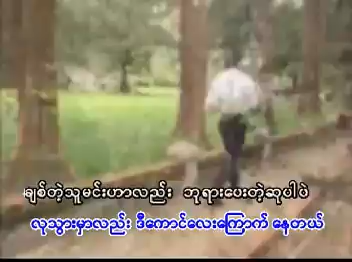 ချစ်တဲ့သူမင်းဟာလည်း ဘုရားပေးတဲ့ဆုပါပဲ
လုသွားမှာလည်း ဒီကောင်လေးကြောက် နေတယ်